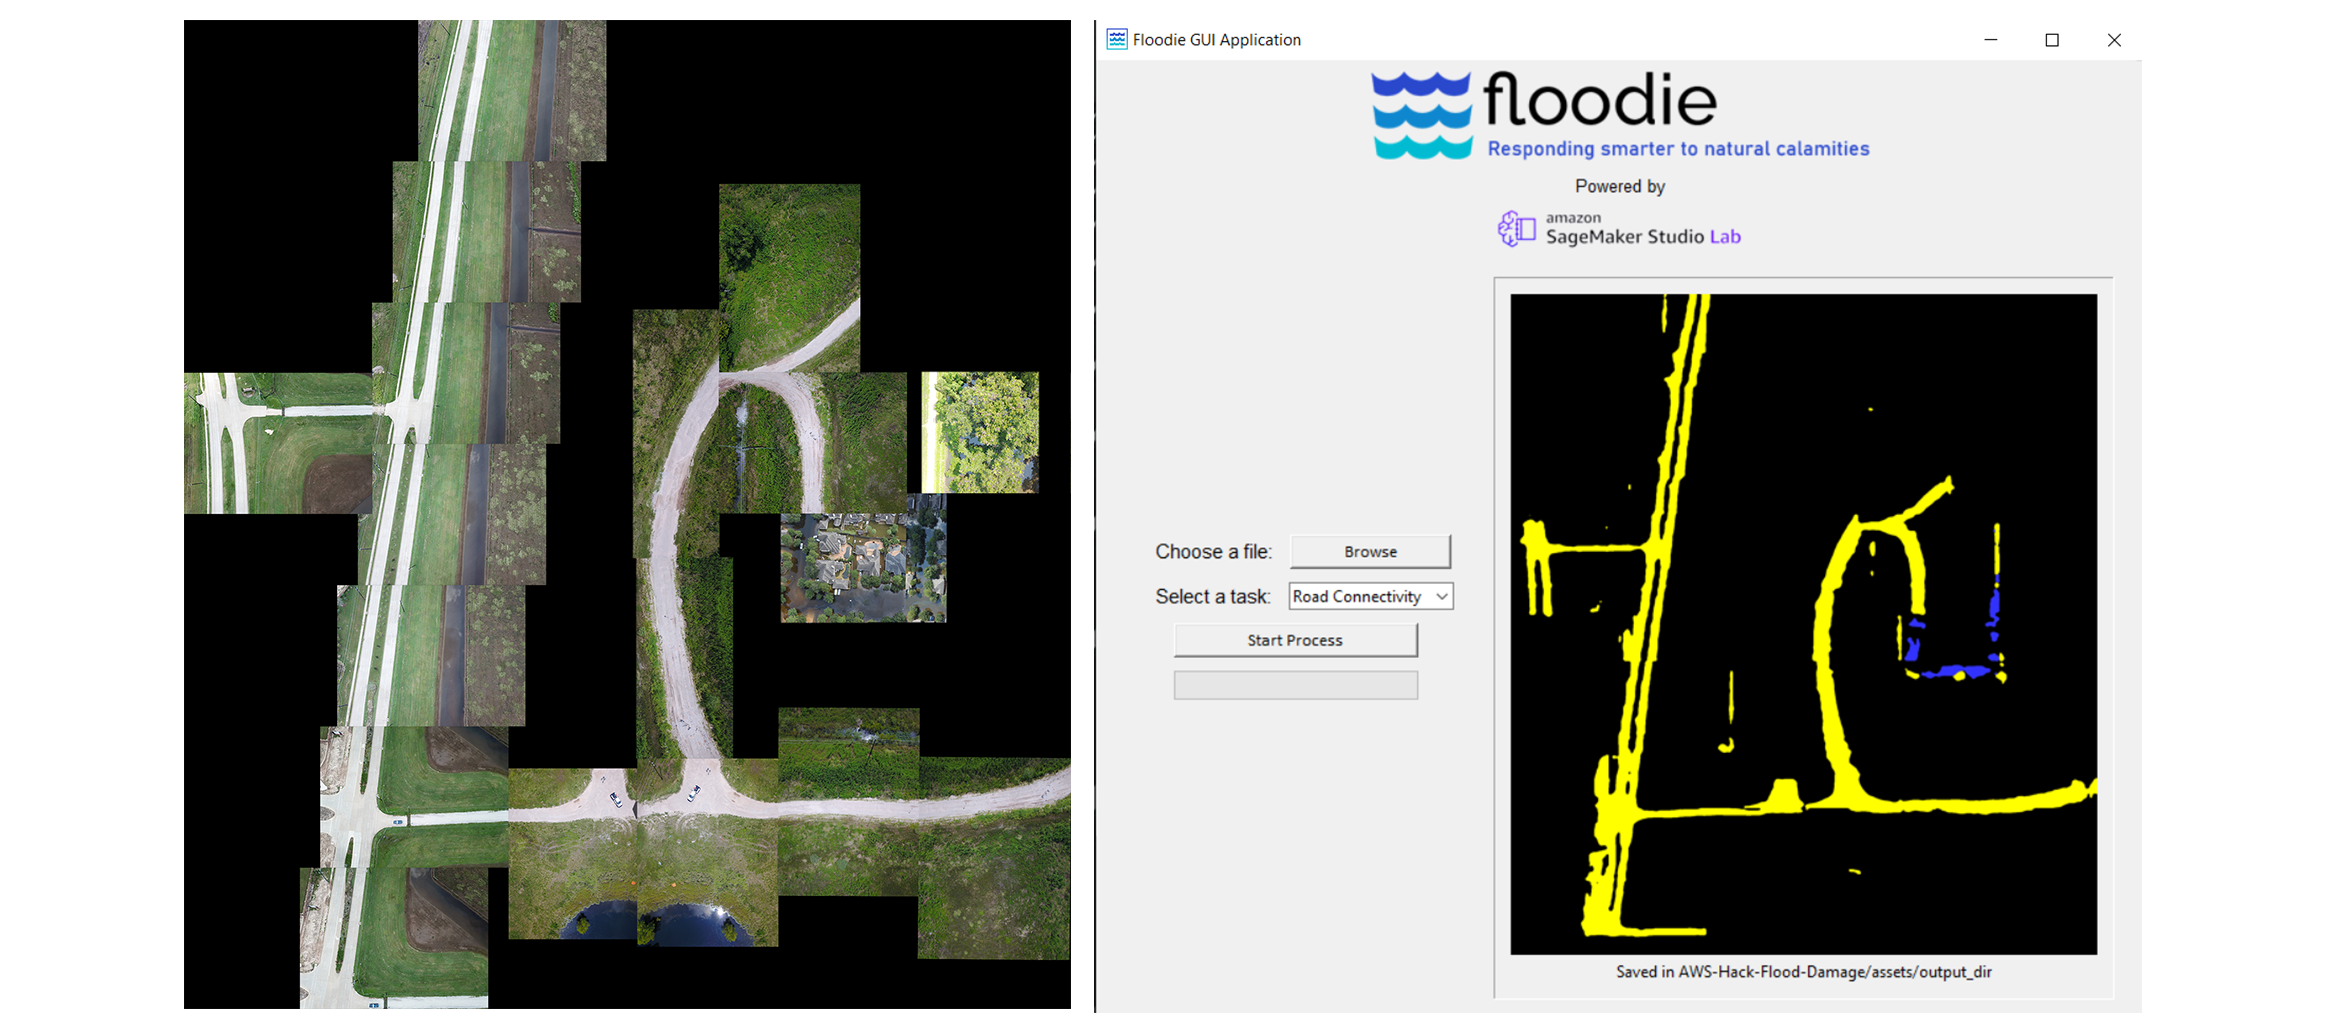 Floodie GUI Application
floodie
Responding smarter to natural calamities
Powered by
amazon
SageMaker Studio Lab
Choose a file:
Browse
Select a task:
Road Connectivity
Start Process
Saved in AWS-Hack-Flood-Damage/assets/output_dir